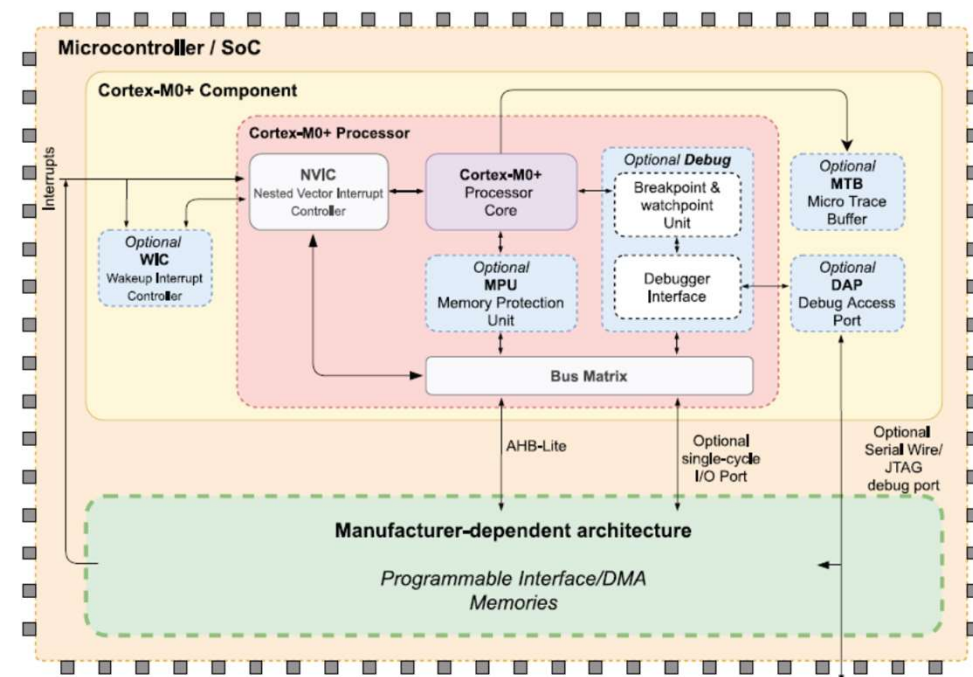 Microcontroller / SoC
Cortex-M0+ Component
Cortex-M0+ Processor
Interrupts
NVIC
Nested Vector Interrupt
Controller
Cortex-M0+
Processor
Core
Optional Debug
Breakpoint &
watchpoint
Unit
Debugger
Interface
Optional
MTB
Micro Trace
Buffer
Optional
WIC
Wakeup Interrupt
Controller
Optional
MPU
Memory Protection
Unit
Optional
DAP
Debug Access
Port
Bus Matrix
AHB-Lite
Optional
single-cycle
I/O Port
Optional
Serial Wire/
JTAG
debug port
Manufacturer-dependent architecture
Programmable Interface/DMA
Memories